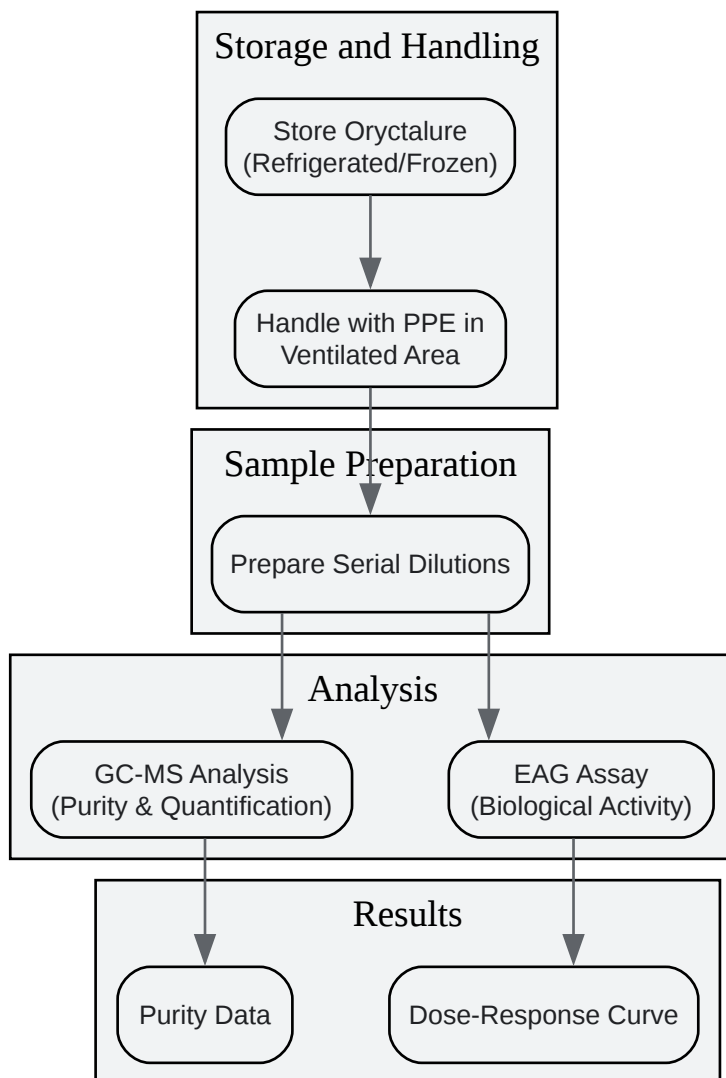 Storage and Handling
Store Oryctalure
(Refrigerated/Frozen)
Handle with PPE in
Ventilated Area
Sample Preparation
Prepare Serial Dilutions
Analysis
GC-MS Analysis
(Purity & Quantification)
EAG Assay
(Biological Activity)
Results
Purity Data
Dose-Response Curve